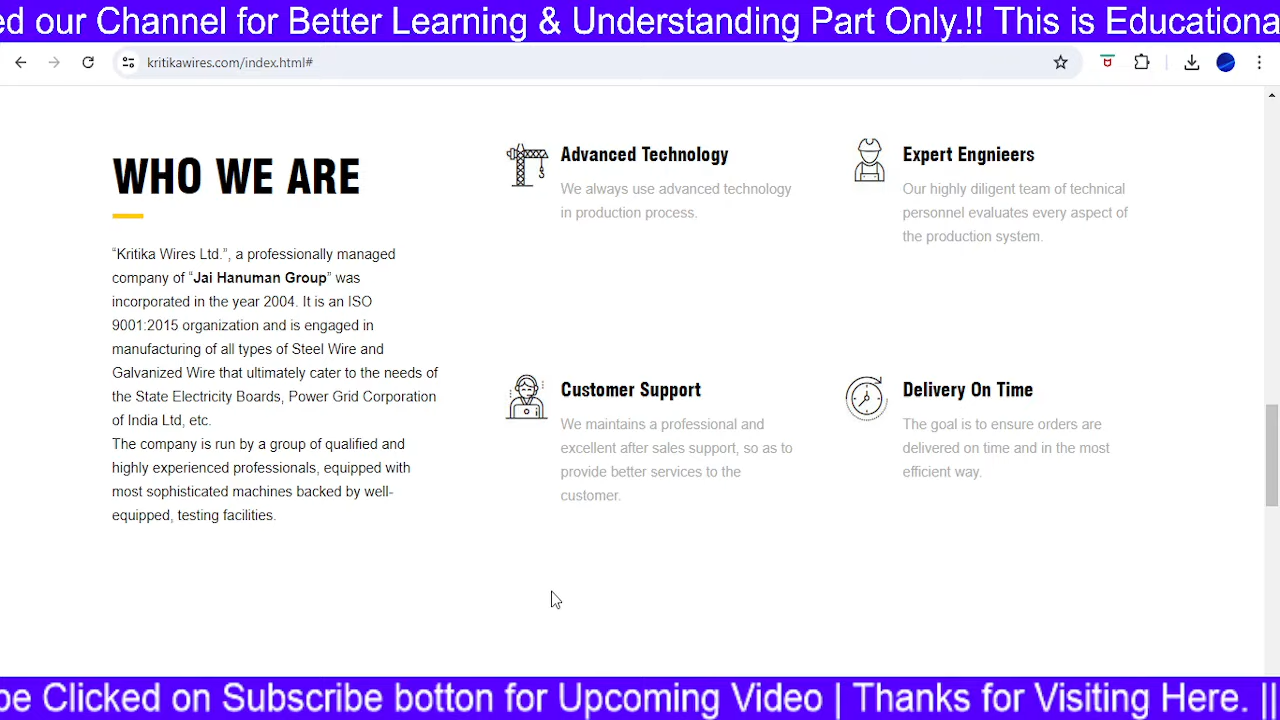 ed our Channel for Better Learning & Understanding Part Only.!! This is Educationa
kritikawires.com/index.html#
WHO WE ARE
“Kritika Wires Ltd.”, a professionally managed
company of “Jai Hanuman Group” was
incorporated in the year 2004. It is an ISO
9001:2015 organization and is engaged in
manufacturing of all types of Steel Wire and
Galvanized Wire that ultimately cater to the needs of
the State Electricity Boards, Power Grid Corporation
of India Ltd, etc.
The company is run by a group of qualified and
highly experienced professionals, equipped with
most sophisticated machines backed by well-
equipped, testing facilities.
Advanced Technology
We always use advanced technology
in production process.
Expert Engnieers
Our highly diligent team of technical
personnel evaluates every aspect of
the production system.
Customer Support
We maintains a professional and
excellent after sales support, so as to
provide better services to the
customer.
Delivery On Time
The goal is to ensure orders are
delivered on time and in the most
efficient way.
be Clicked on Subscribe botton for Upcoming Video | Thanks for Visiting Here. ||